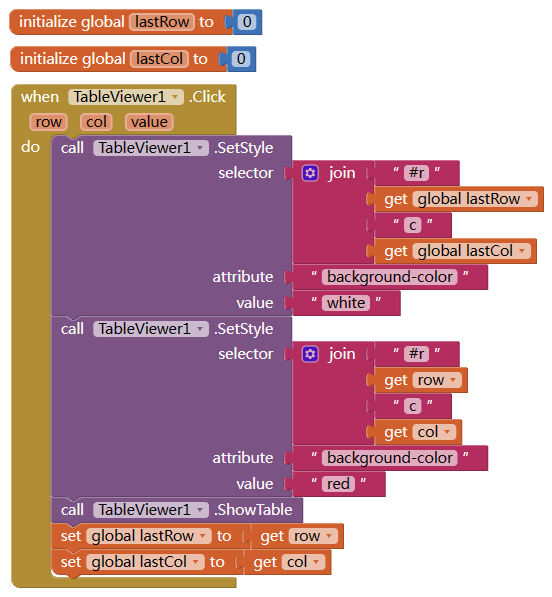 initialize global lastRow to 0
initialize global lastCol to 0
when TableViewer1 .Click
row col value
do call TableViewer1 .SetStyle
selector join " #r "
get global lastRow
" c "
get global lastCol
attribute " background-color "
value " white "
call TableViewer1 .SetStyle
selector join " #r "
get row
" c "
get col
attribute " background-color "
value " red "
call TableViewer1 .ShowTable
set global lastRow to get row
set global lastCol to get col